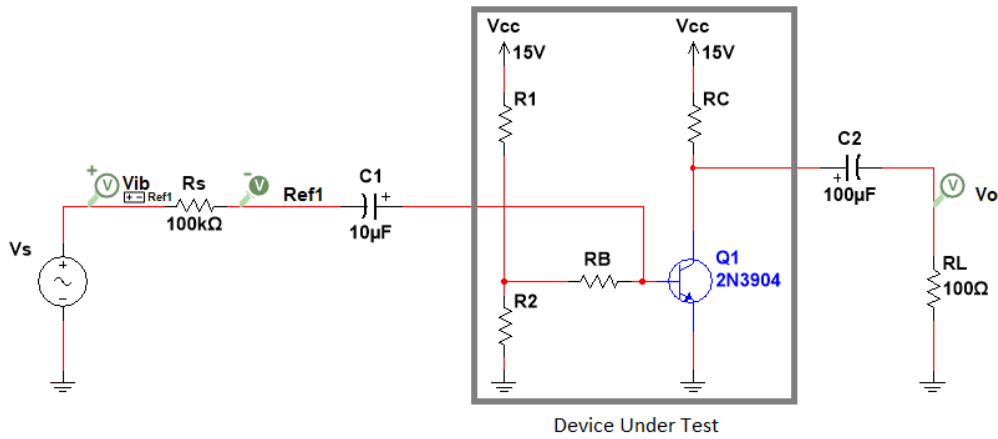 Vcc
15V
R1
Vcc
15V
RC
C2
+
100µF
V
Vo
RL
100Ω
+
V
Vib
+ - Ref1
Rs
100kΩ
-
V
Ref1
C1
+
10µF
Vs
+
-
RB
R2
Q1
2N3904
Device Under Test